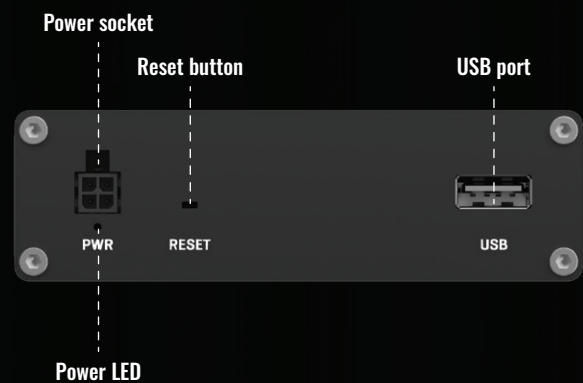 Power socket
Reset button
USB port
PWR
RESET
USB
Power LED